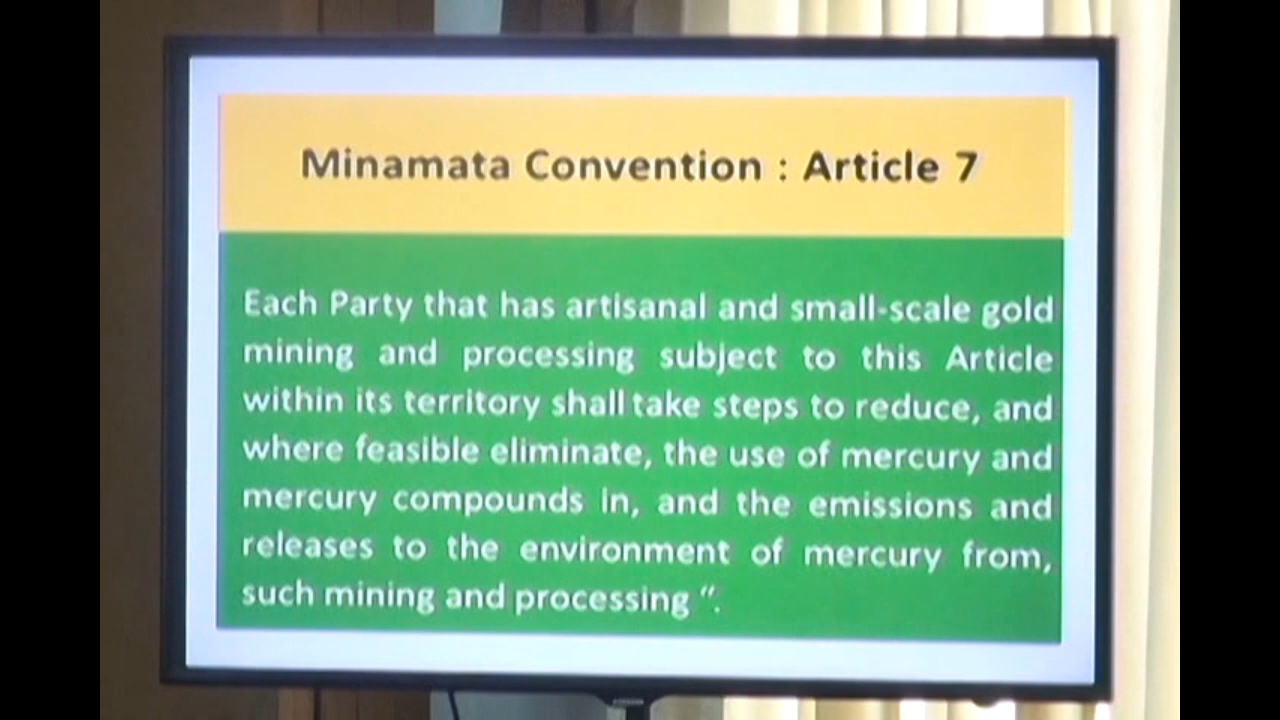 Minamata Convention : Article 7
Each Party that has artisanal and small-scale gold
mining and processing subject to this Article
within its territory shall take steps to reduce, and
where feasible eliminate, the use of mercury and
mercury compounds in, and the emissions and
releases to the environment of mercury from,
such mining and processing “.